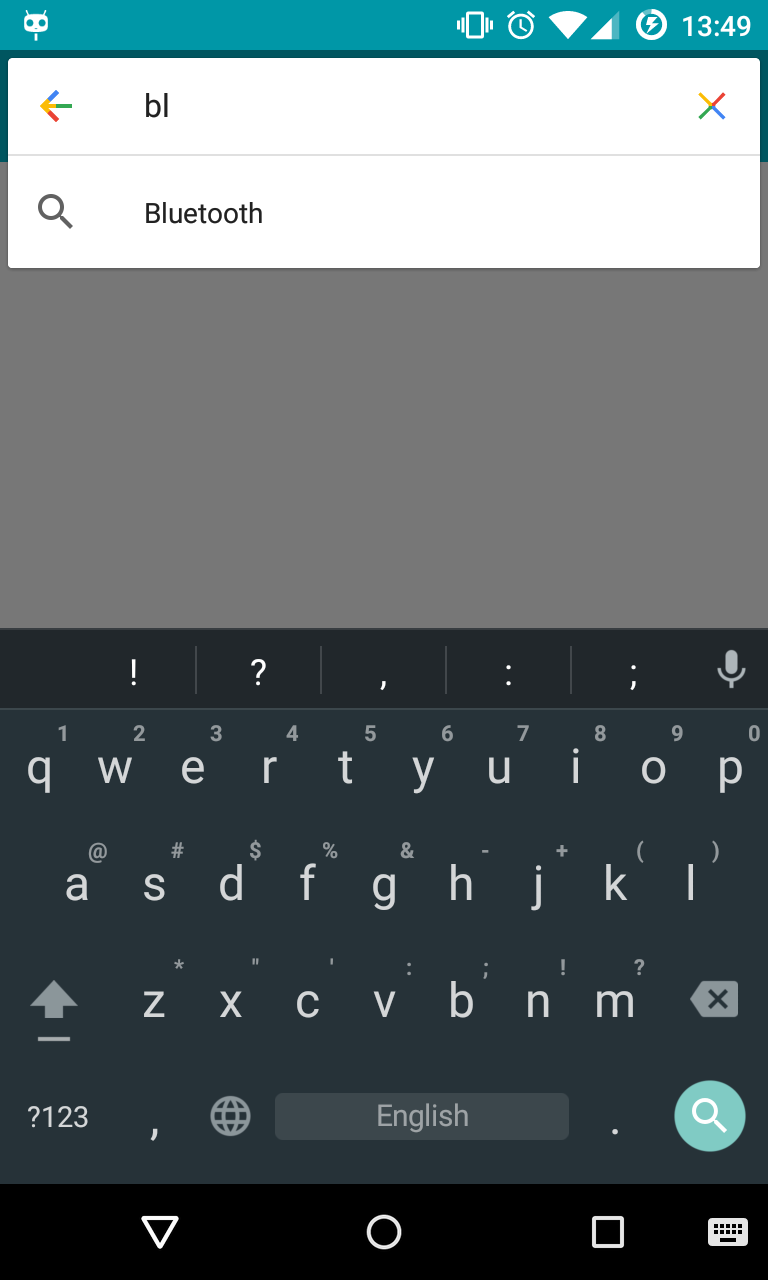 13:49
bl
Bluetooth
! ? , : ;
1 2 3 4 5 6 7 8 9 0
q w e r t y u i o p
@ # $ % & - + ( )
a s d f g h j k l
* " ' : ; ! ?
z x c v b n m
?123 , English .